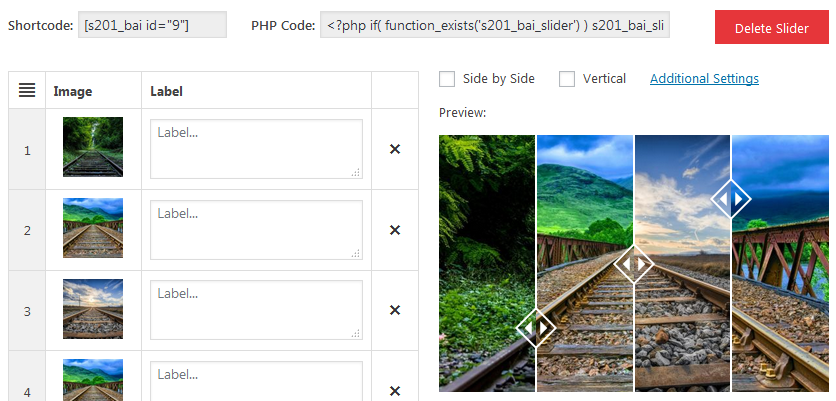 Shortcode: [s201_bai id="9"] PHP Code: <?php if( function_exists('s201_bai_slider') ) s201_bai_sli Delete Slider
Side by Side Vertical Additional Settings
Image Label
Preview:
1 Label...
2 Label...
3 Label...
4 Label...